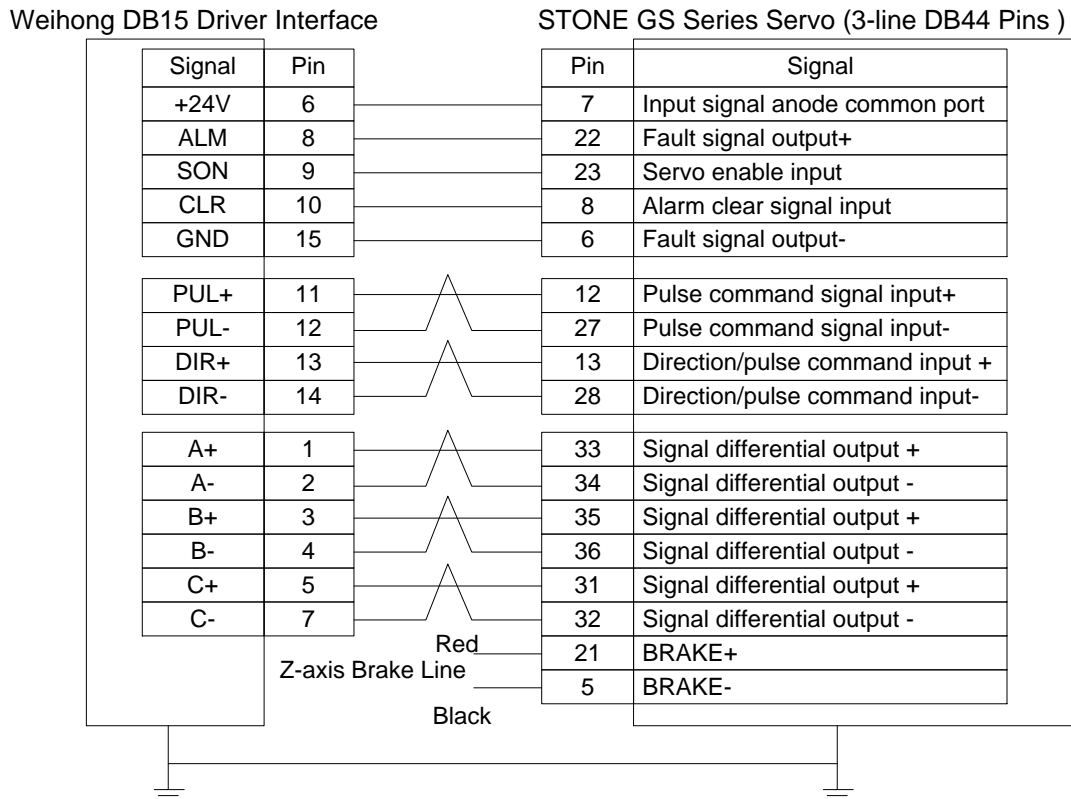 Weihong DB15 Driver Interface STONE GS Series Servo (3-line DB44 Pins )
Signal Pin Pin Signal
+24V 6 7 Input signal anode common port
ALM 8 22 Fault signal output+
SON 9 23 Servo enable input
CLR 10 8 Alarm clear signal input
GND 15 6 Fault signal output-
PUL+ 11 12 Pulse command signal input+
PUL- 12 27 Pulse command signal input-
DIR+ 13 13 Direction/pulse command input +
DIR- 14 28 Direction/pulse command input-
A+ 1 33 Signal differential output +
A- 2 34 Signal differential output -
B+ 3 35 Signal differential output +
B- 4 36 Signal differential output -
C+ 5 31 Signal differential output +
C- 7 32 Signal differential output -
Red 21 BRAKE+
Z-axis Brake Line 5 BRAKE-
Black